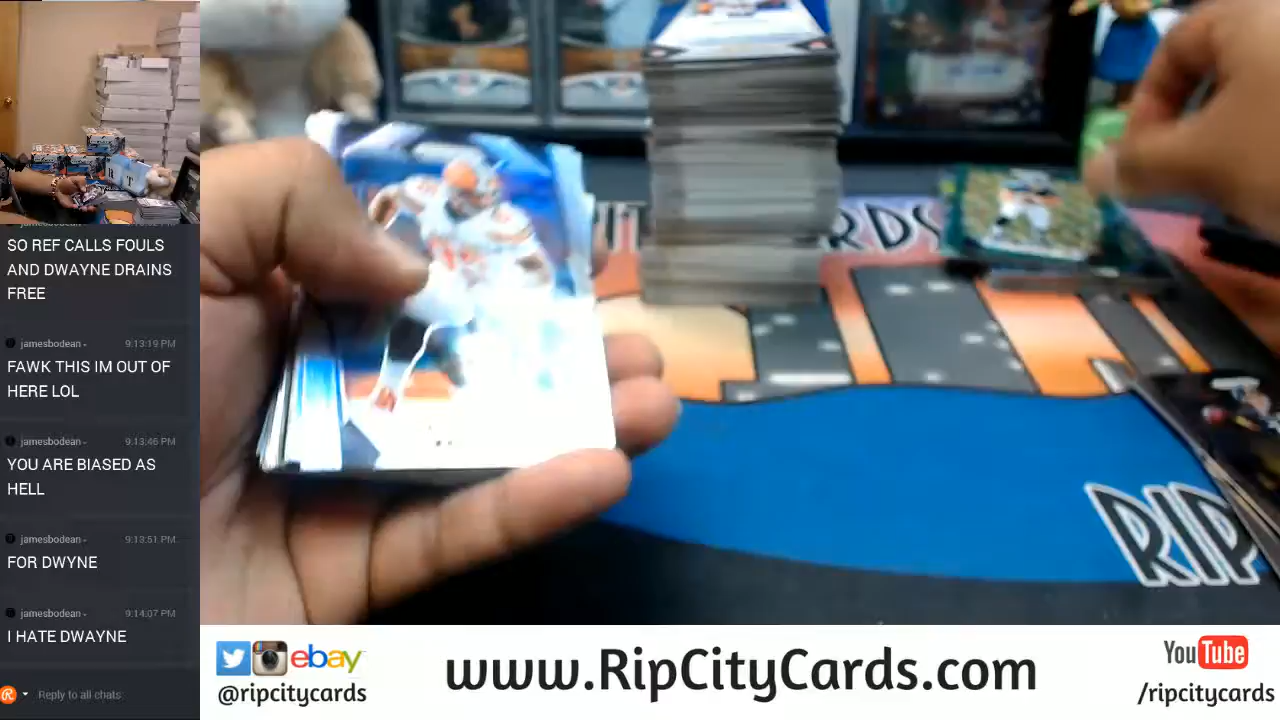 SO REF CALLS FOULS
AND DWAYNE DRAINS
FREE
jamesbodean - 9:13:19 PM
FAWK THIS IM OUT OF
HERE LOL
jamesbodean - 9:13:46 PM
YOU ARE BIASED AS
HELL
jamesbodean - 9:13:51 PM
FOR DWYNE
jamesbodean - 9:14:07 PM
I HATE DWAYNE
Reply to all chats
RDS
RIP
ebay
@ripcitycards
www.RipCityCards.com
YouTube
/ripcitycards